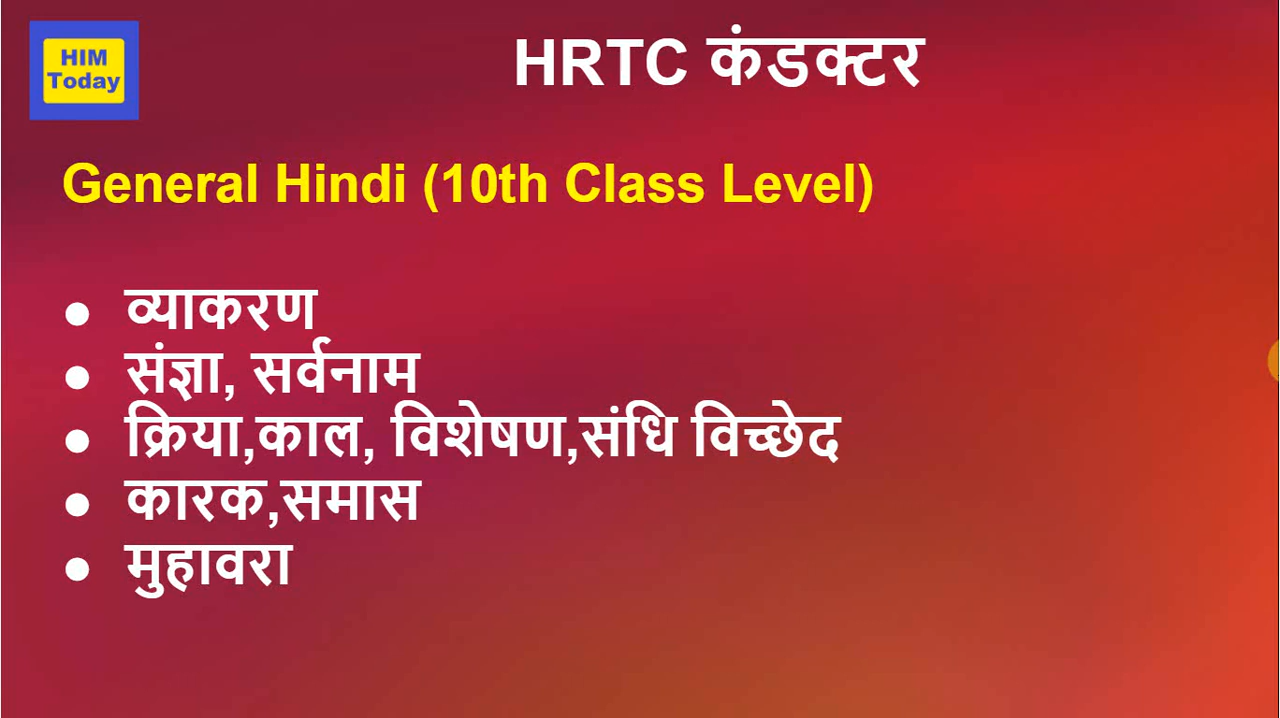 HIM
Today
HRTC कंडक्टर
General Hindi (10th Class Level)
● व्याकरण
● संज्ञा, सर्वनाम
● क्रिया,काल, विशेषण,संधि विच्छेद
● कारक,समास
● मुहावरा